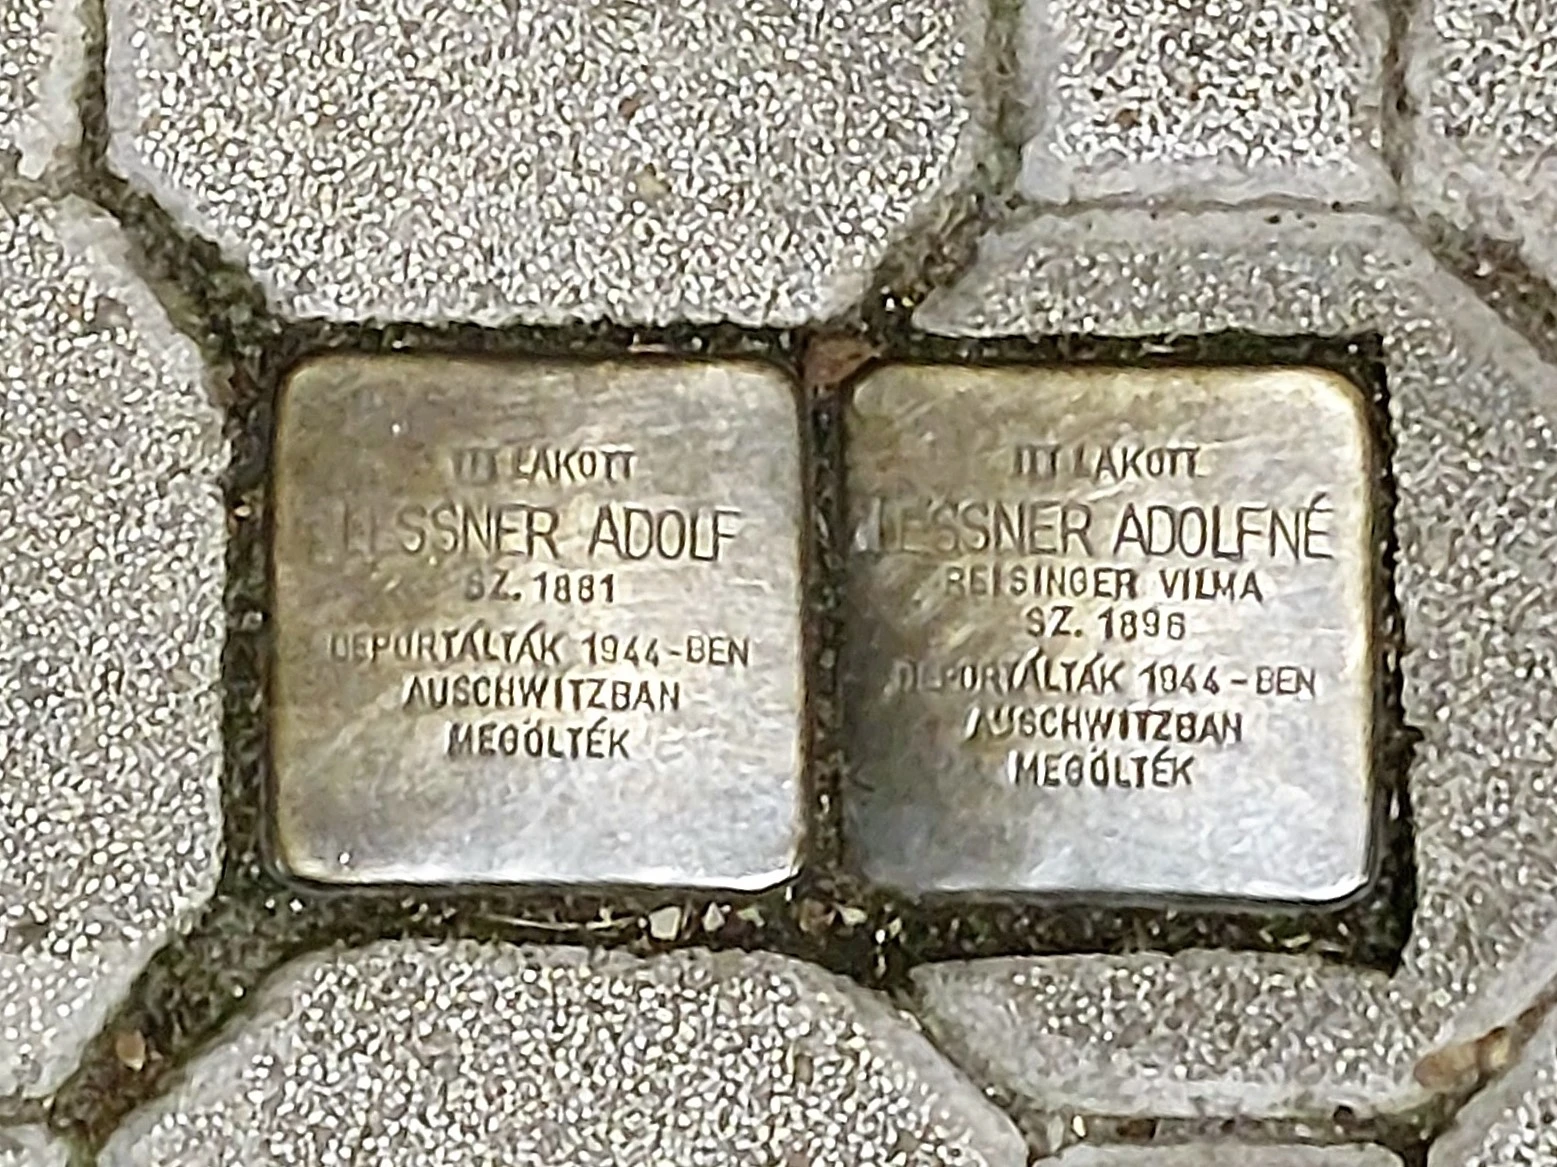 ITT LAKOTT
LESSNER ADOLF
SZ. 1881
DEPORTÁLTÁK 1944-BEN
AUSCHWITZBAN
MEGÖLTÉK
ITT LAKOTT
LESSNER ADOLFNÉ
REISINGER VILMA
SZ. 1896
DEPORTÁLTÁK 1944-BEN
AUSCHWITZBAN
MEGÖLTÉK